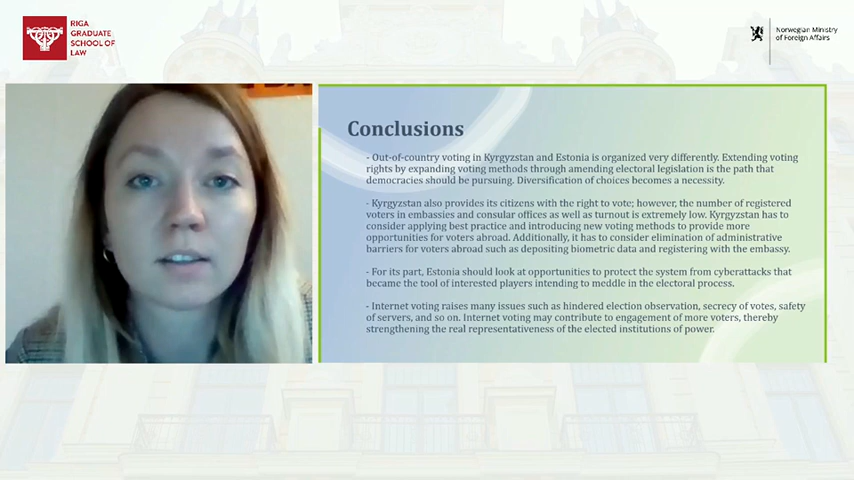 RIGA
GRADUATE
SCHOOL OF
LAW
Norwegian Ministry
of Foreign Affairs
Conclusions
- Out-of-country voting in Kyrgyzstan and Estonia is organized very differently. Extending voting
rights by expanding voting methods through amending electoral legislation is the path that
democracies should be pursuing. Diversification of choices becomes a necessity.
- Kyrgyzstan also provides its citizens with the right to vote; however, the number of registered
voters in embassies and consular offices as well as turnout is extremely low. Kyrgyzstan has to
consider applying best practice and introducing new voting methods to provide more
opportunities for voters abroad. Additionally, it has to consider elimination of administrative
barriers for voters abroad such as depositing biometric data and registering with the embassy.
- For its part, Estonia should look at opportunities to protect the system from cyberattacks that
became the tool of interested players intending to meddle in the electoral process.
- Internet voting raises many issues such as hindered election observation, secrecy of votes, safety
of servers, and so on. Internet voting may contribute to engagement of more voters, thereby
strengthening the real representativeness of the elected institutions of power.